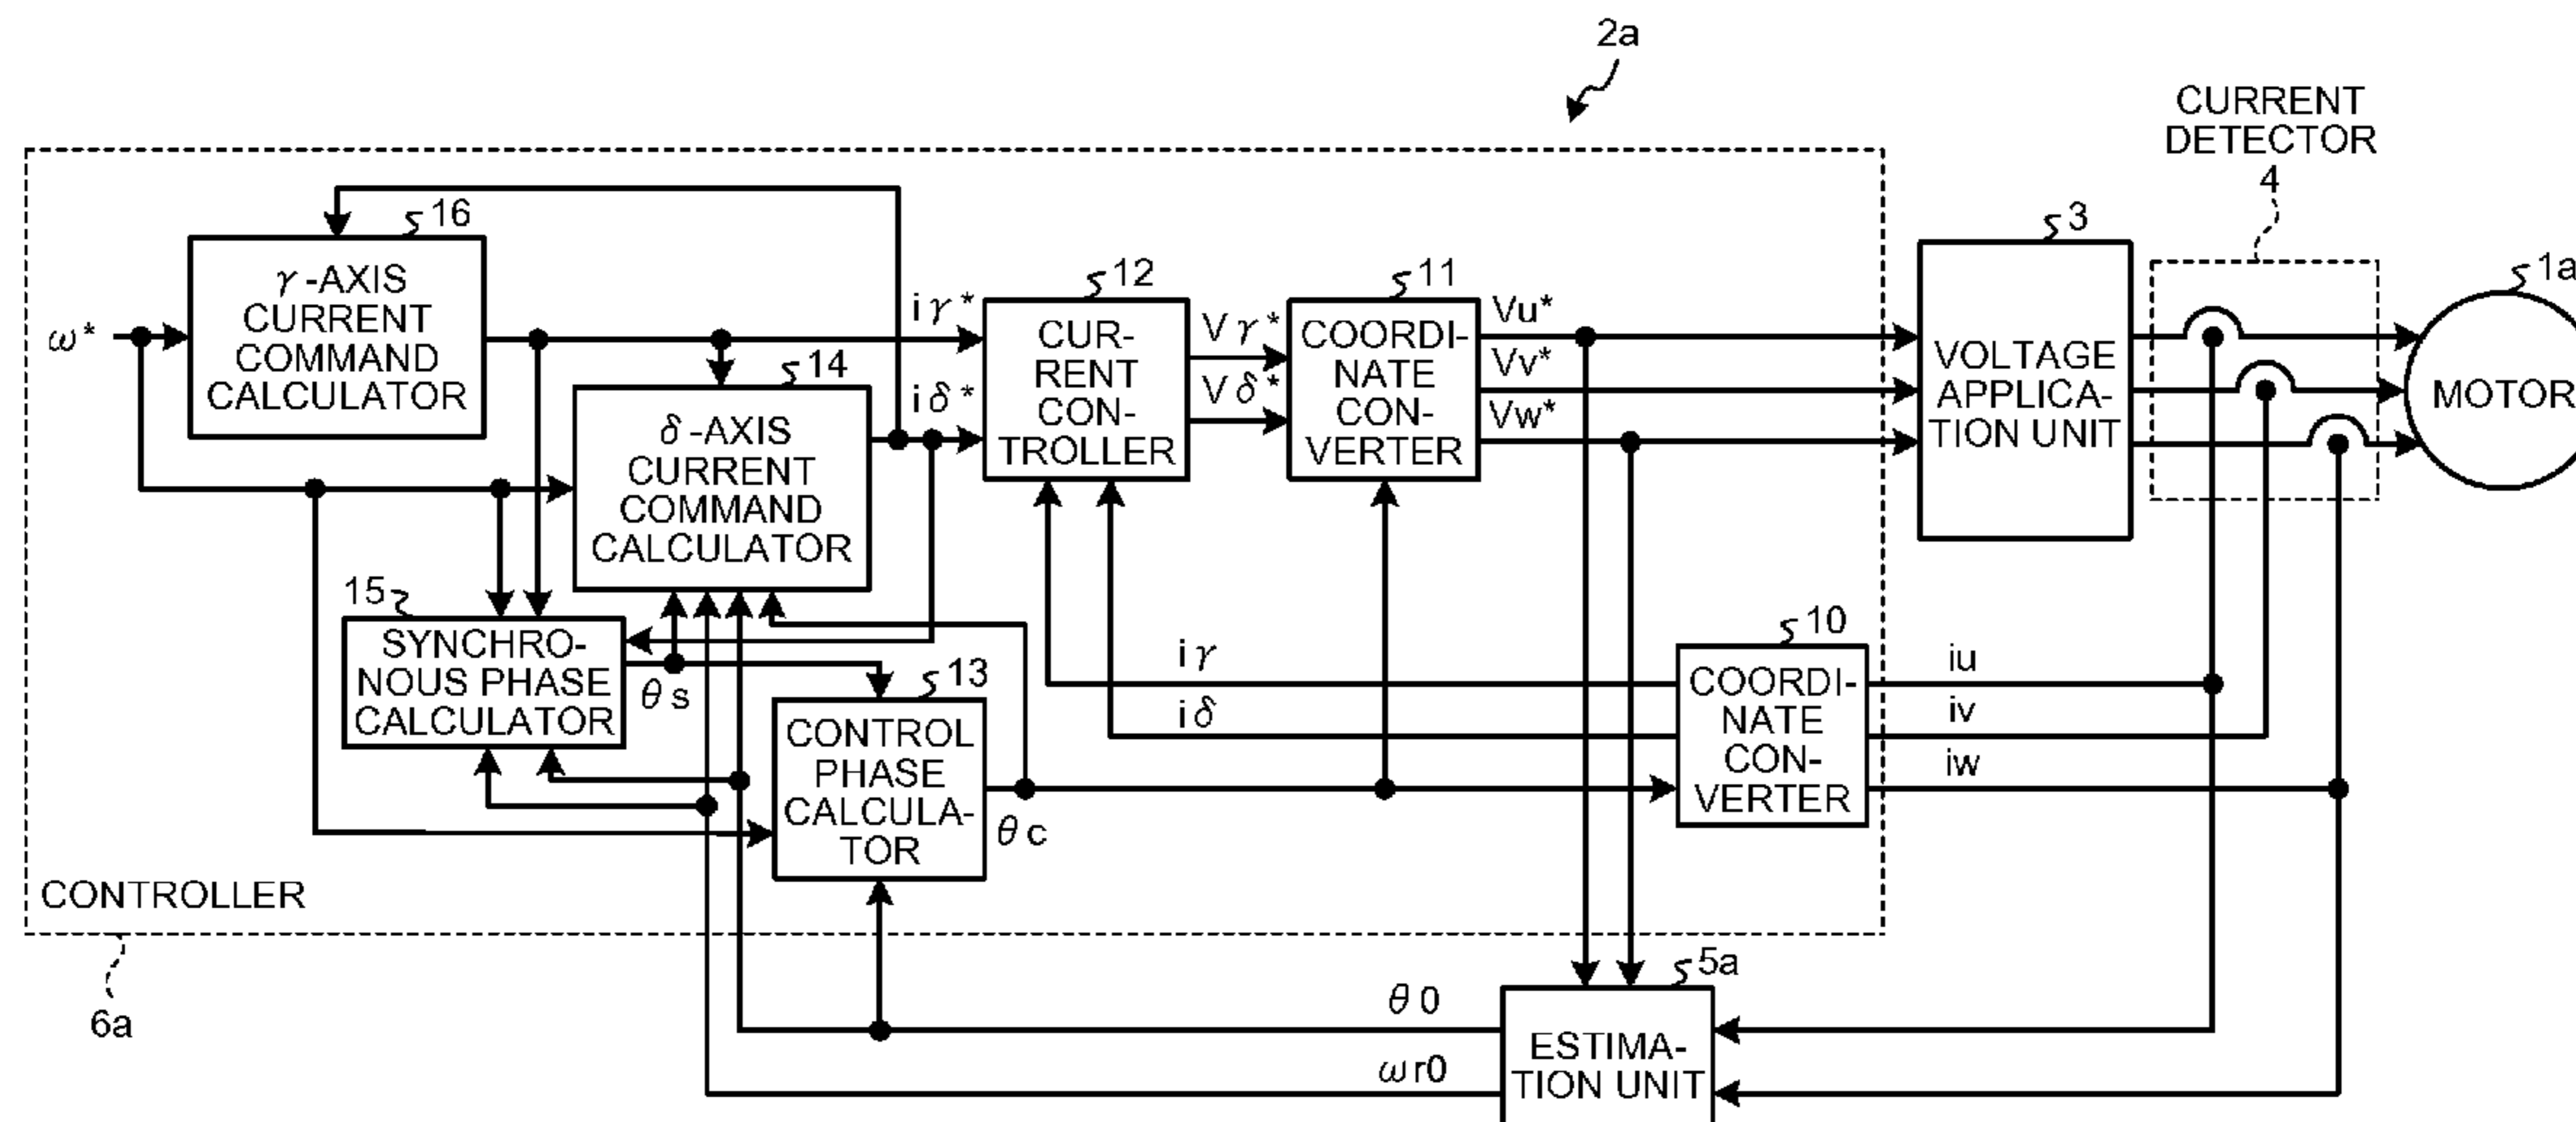 2a
CURRENT
DETECTOR
4
16
γ-AXIS
CURRENT
COMMAND
CALCULATOR
ω*
iγ*
iδ*
14
δ-AXIS
CURRENT
COMMAND
CALCULATOR
12
CUR-
RENT
CON-
TROLLER
Vγ*
Vδ*
11
COORDI-
NATE
CON-
VERTER
Vu*
Vv*
Vw*
3
VOLTAGE
APPLICA-
TION UNIT
1a
MOTOR
15
SYNCHRO-
NOUS PHASE
CALCULATOR
θs
13
CONTROL
PHASE
CALCULA-
TOR
θc
iγ
iδ
10
COORDI-
NATE
CON-
VERTER
iu
iv
iw
CONTROLLER
6a
θ0
ωr0
5a
ESTIMA-
TION UNIT